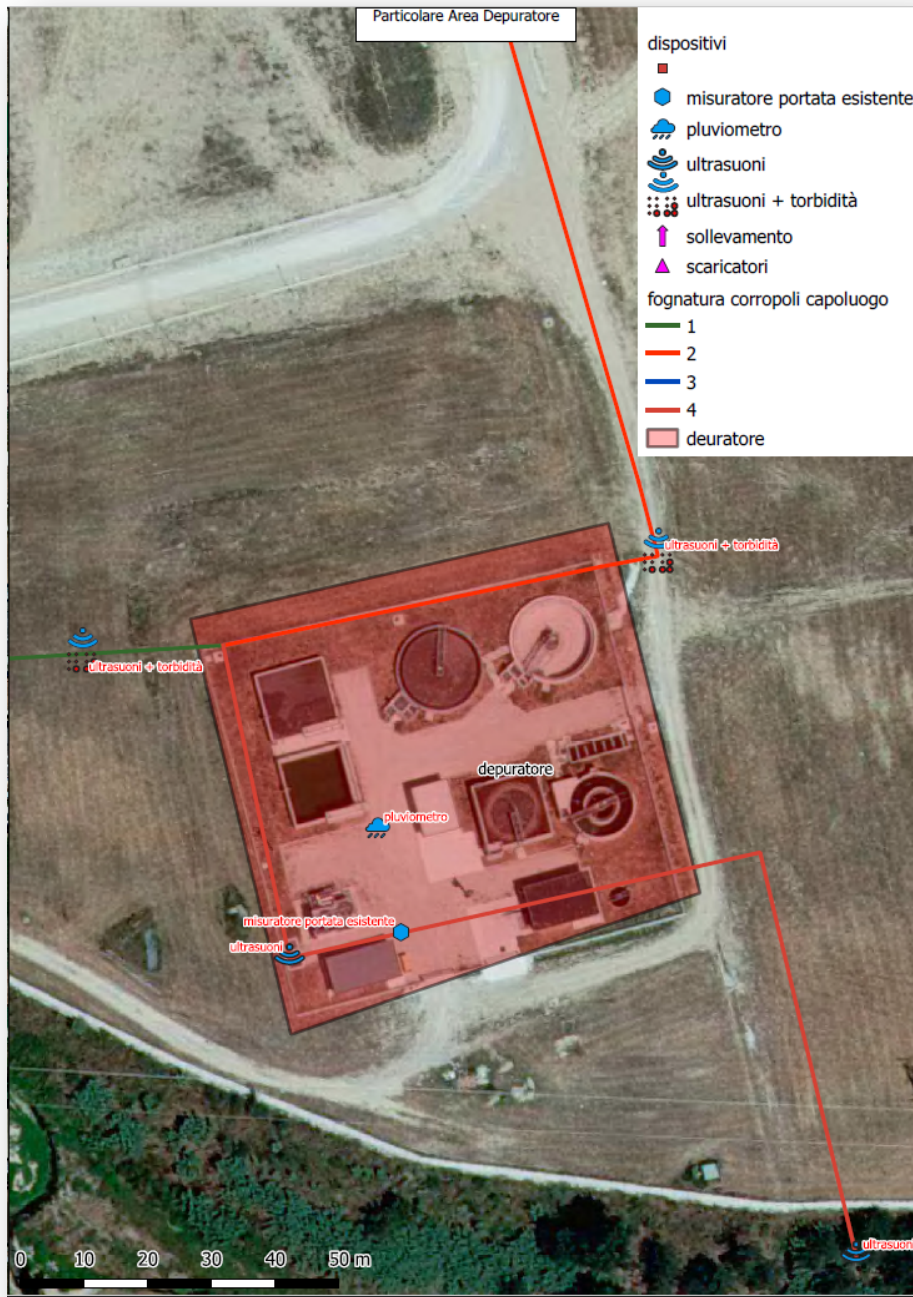 Particolare Area Depuratore
dispositivi
misuratore portata esistente
pluviometro
ultrasuoni
ultrasuoni + torbidità
sollevamento
scaricatori
fognatura corropoli capoluogo
1
2
3
4
deuratore
ultrasuoni + torbidità
ultrasuoni + torbidità
depuratore
pluviometro
misuratore portata esistente
ultrasuoni
ultrasuoni
0 10 20 30 40 50 m